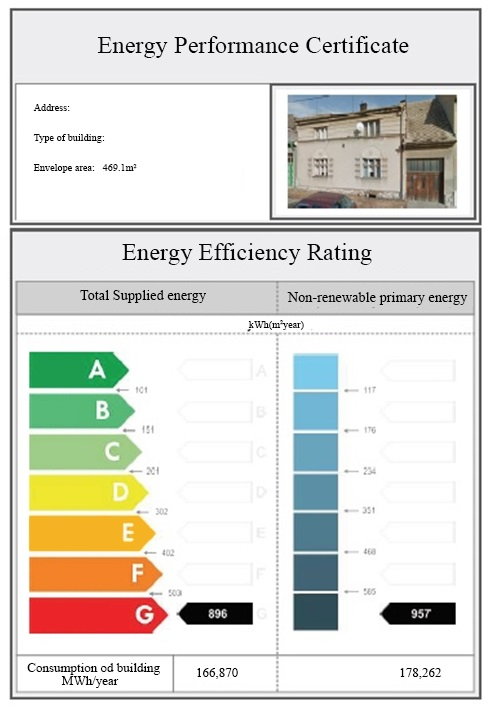 Energy Performance Certificate
Address:
Type of building:
Envelope area: 469.1m²
Energy Efficiency Rating
Total Supplied energy
Non-renewable primary energy
kWh(m²year)
A
A
101
117
B
B
151
176
C
C
201
234
D
D
302
351
E
E
402
468
F
F
503
585
G
896
G
957
Consumption od building
MWh/year
166,870
178,262